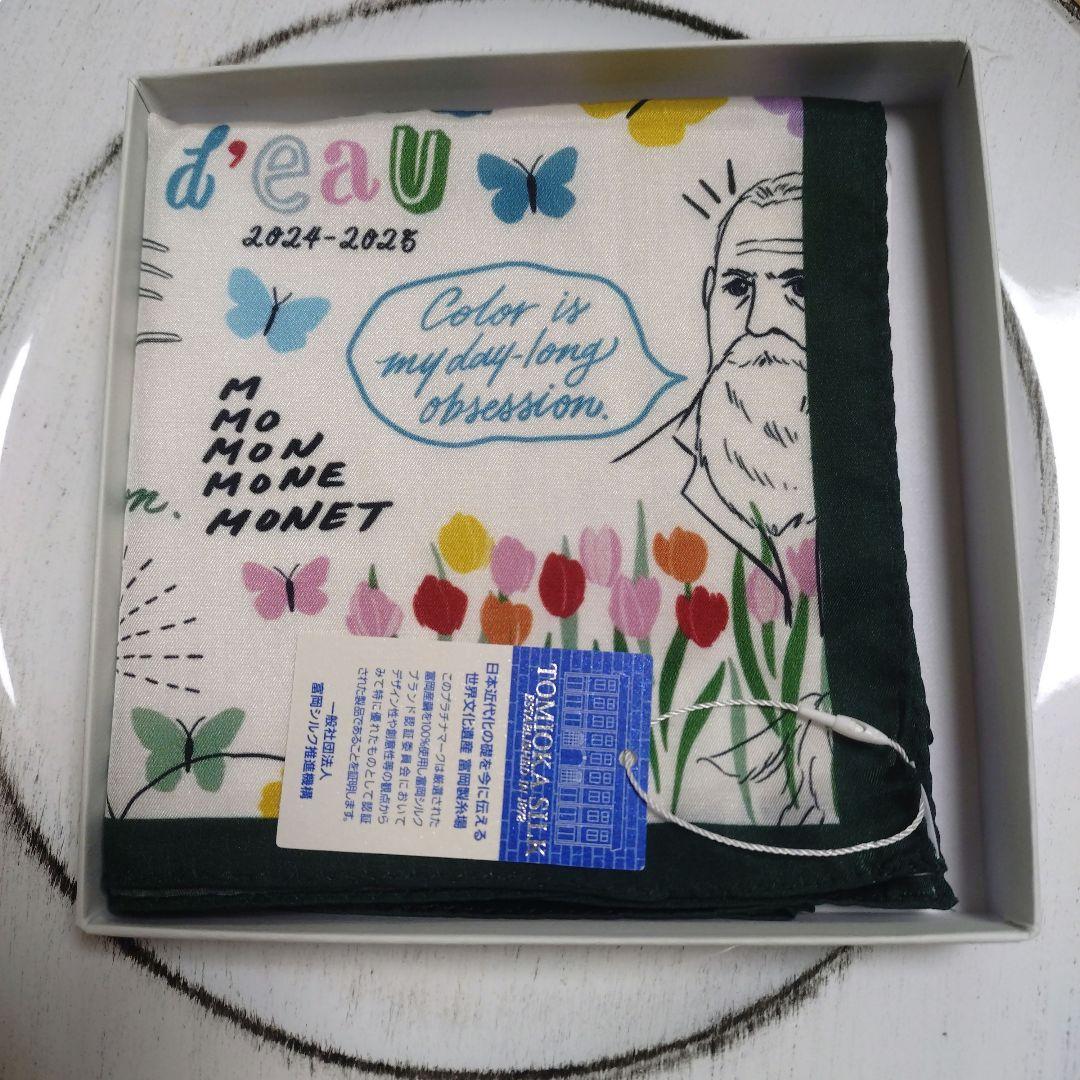 d'eau
2024-2025
Color is
my day-long
obsession.
M
MO
MON
MONE
MONET
n.
TOMIOKA SILK
ESTABLISHED IN 1872
日本近代化の礎を今に伝える
世界文化遺産 富岡製糸場
このプラチナマークは厳選された
富岡産繭を100%使用し富岡シルク
ブランド認証委員会において
デザイン性や創意性等の観点から
みて特に優れたものとして認証
された製品であることを証明します。
一般社団法人
富岡シルク推進機構